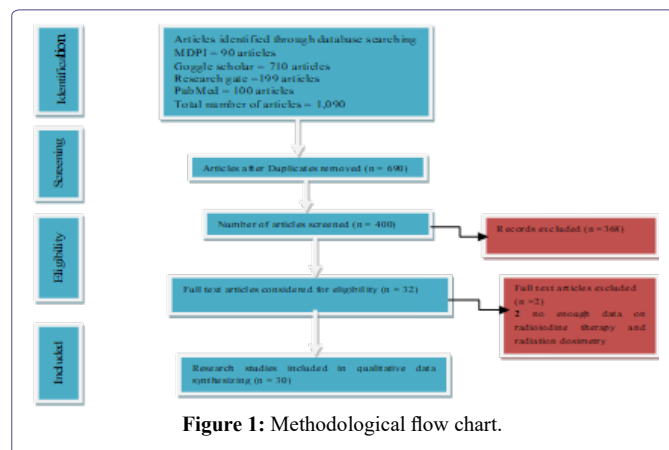 Identification
Articles identified through database searching
MDPI = 90 articles
Goggle scholar = 710 articles
Research gate =199 articles
PubMed = 100 articles
Total number of articles = 1,090
Screening
Articles after Duplicates removed (n = 690)
Eligibility
Number of articles screened (n = 400)
Records excluded (n = 368)
Full text articles considered for eligibility (n = 32)
Full text articles excluded
(n =2)
2 no enough data on
radioiodine therapy and
radiation dosimetry
Included
Research studies included in qualitative data
synthesizing (n = 30)
Figure 1: Methodological flow chart.